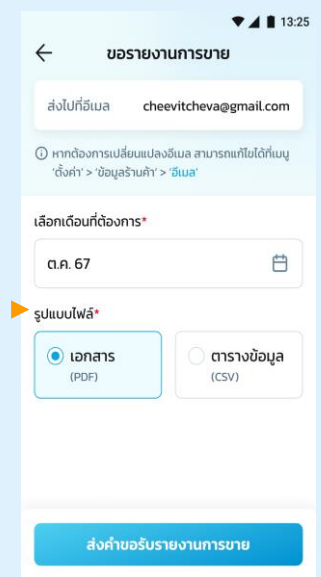 13:25
ขอรายงานการขาย
ส่งไปที่อีเมล cheevitcheva@gmail.com
หากต้องการเปลี่ยนแปลงอีเมล สามารถแก้ไขได้ที่เมนู
'ตั้งค่า' > 'ข้อมูลร้านค้า' > 'อีเมล'
เลือกเดือนที่ต้องการ*
ต.ค. 67
รูปแบบไฟล์*
เอกสาร ตารางข้อมูล
(PDF) (CSV)
ส่งคำขอรับรายงานการขาย